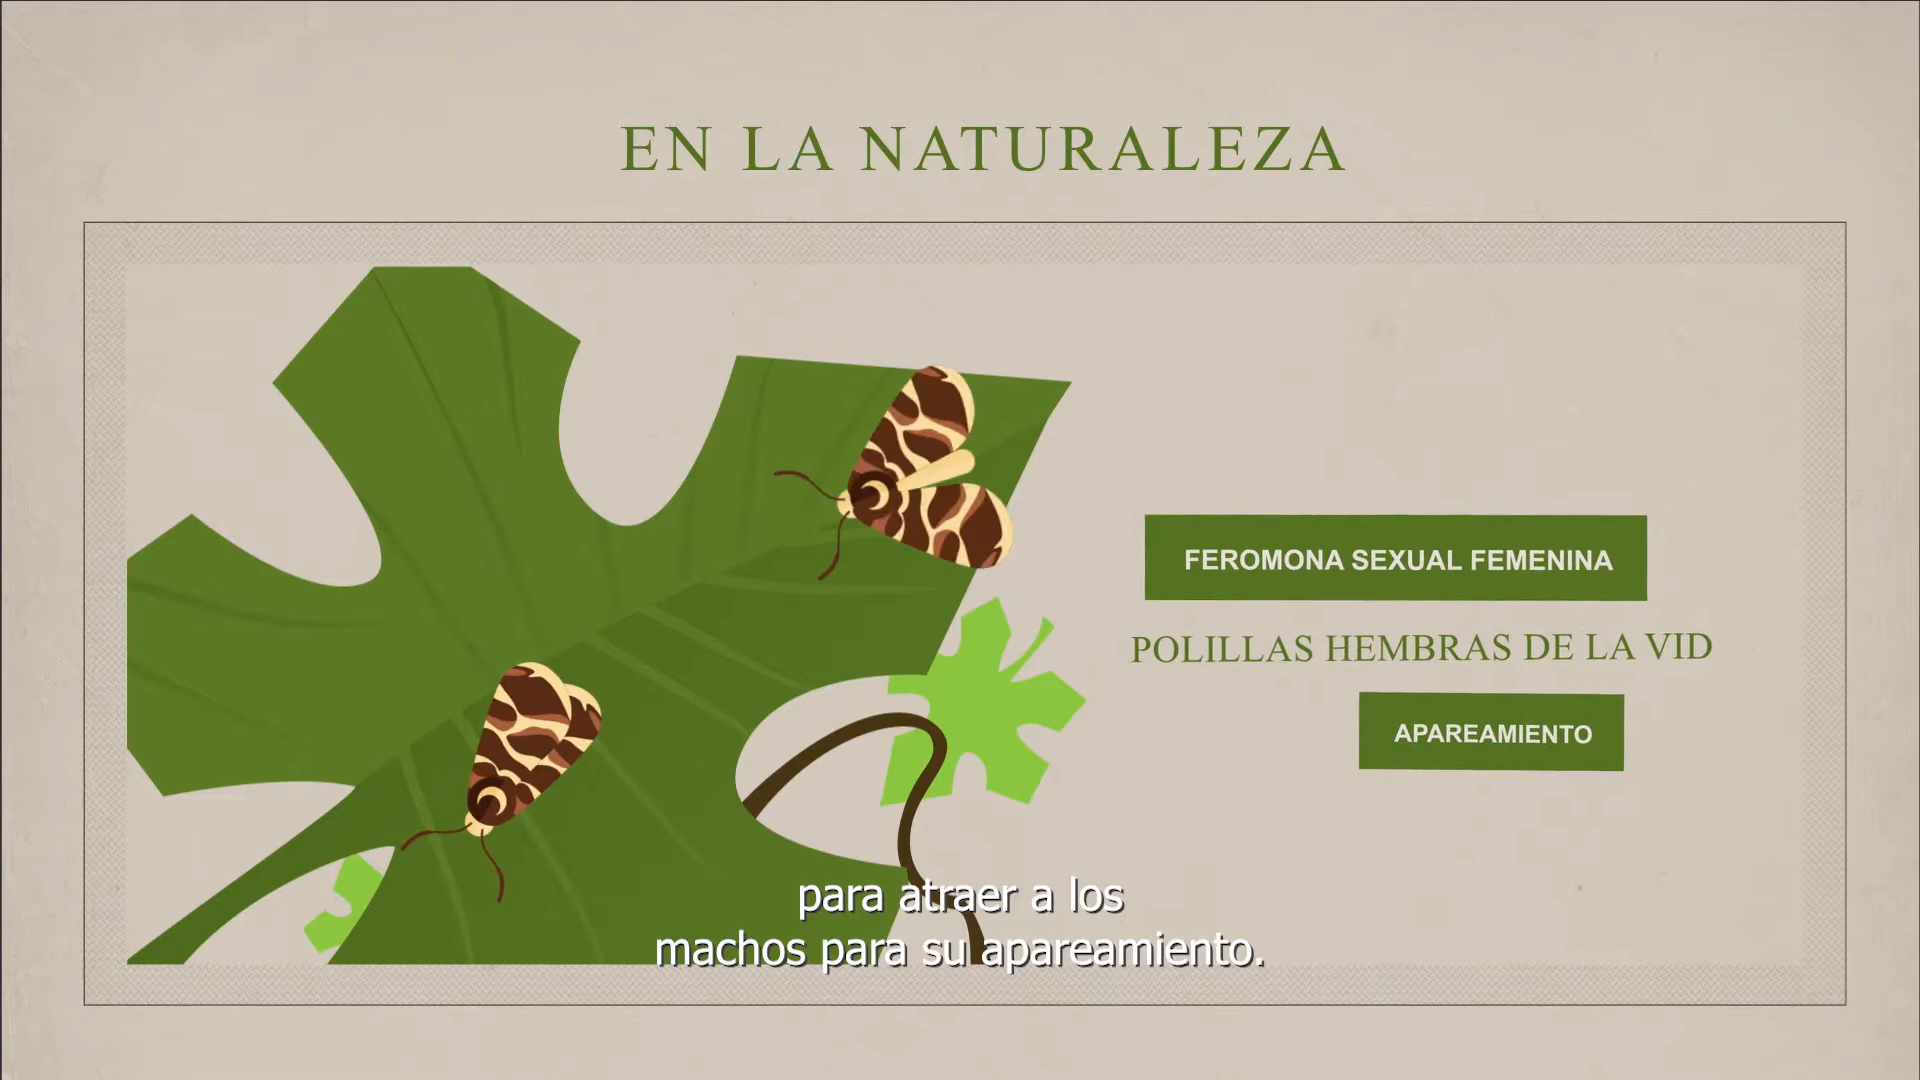 EN LA NATURALEZA
FEROMONA SEXUAL FEMENINA
POLILLAS HEMBRAS DE LA VID
APAREAMIENTO
para atraer a los
machos para su apareamiento.